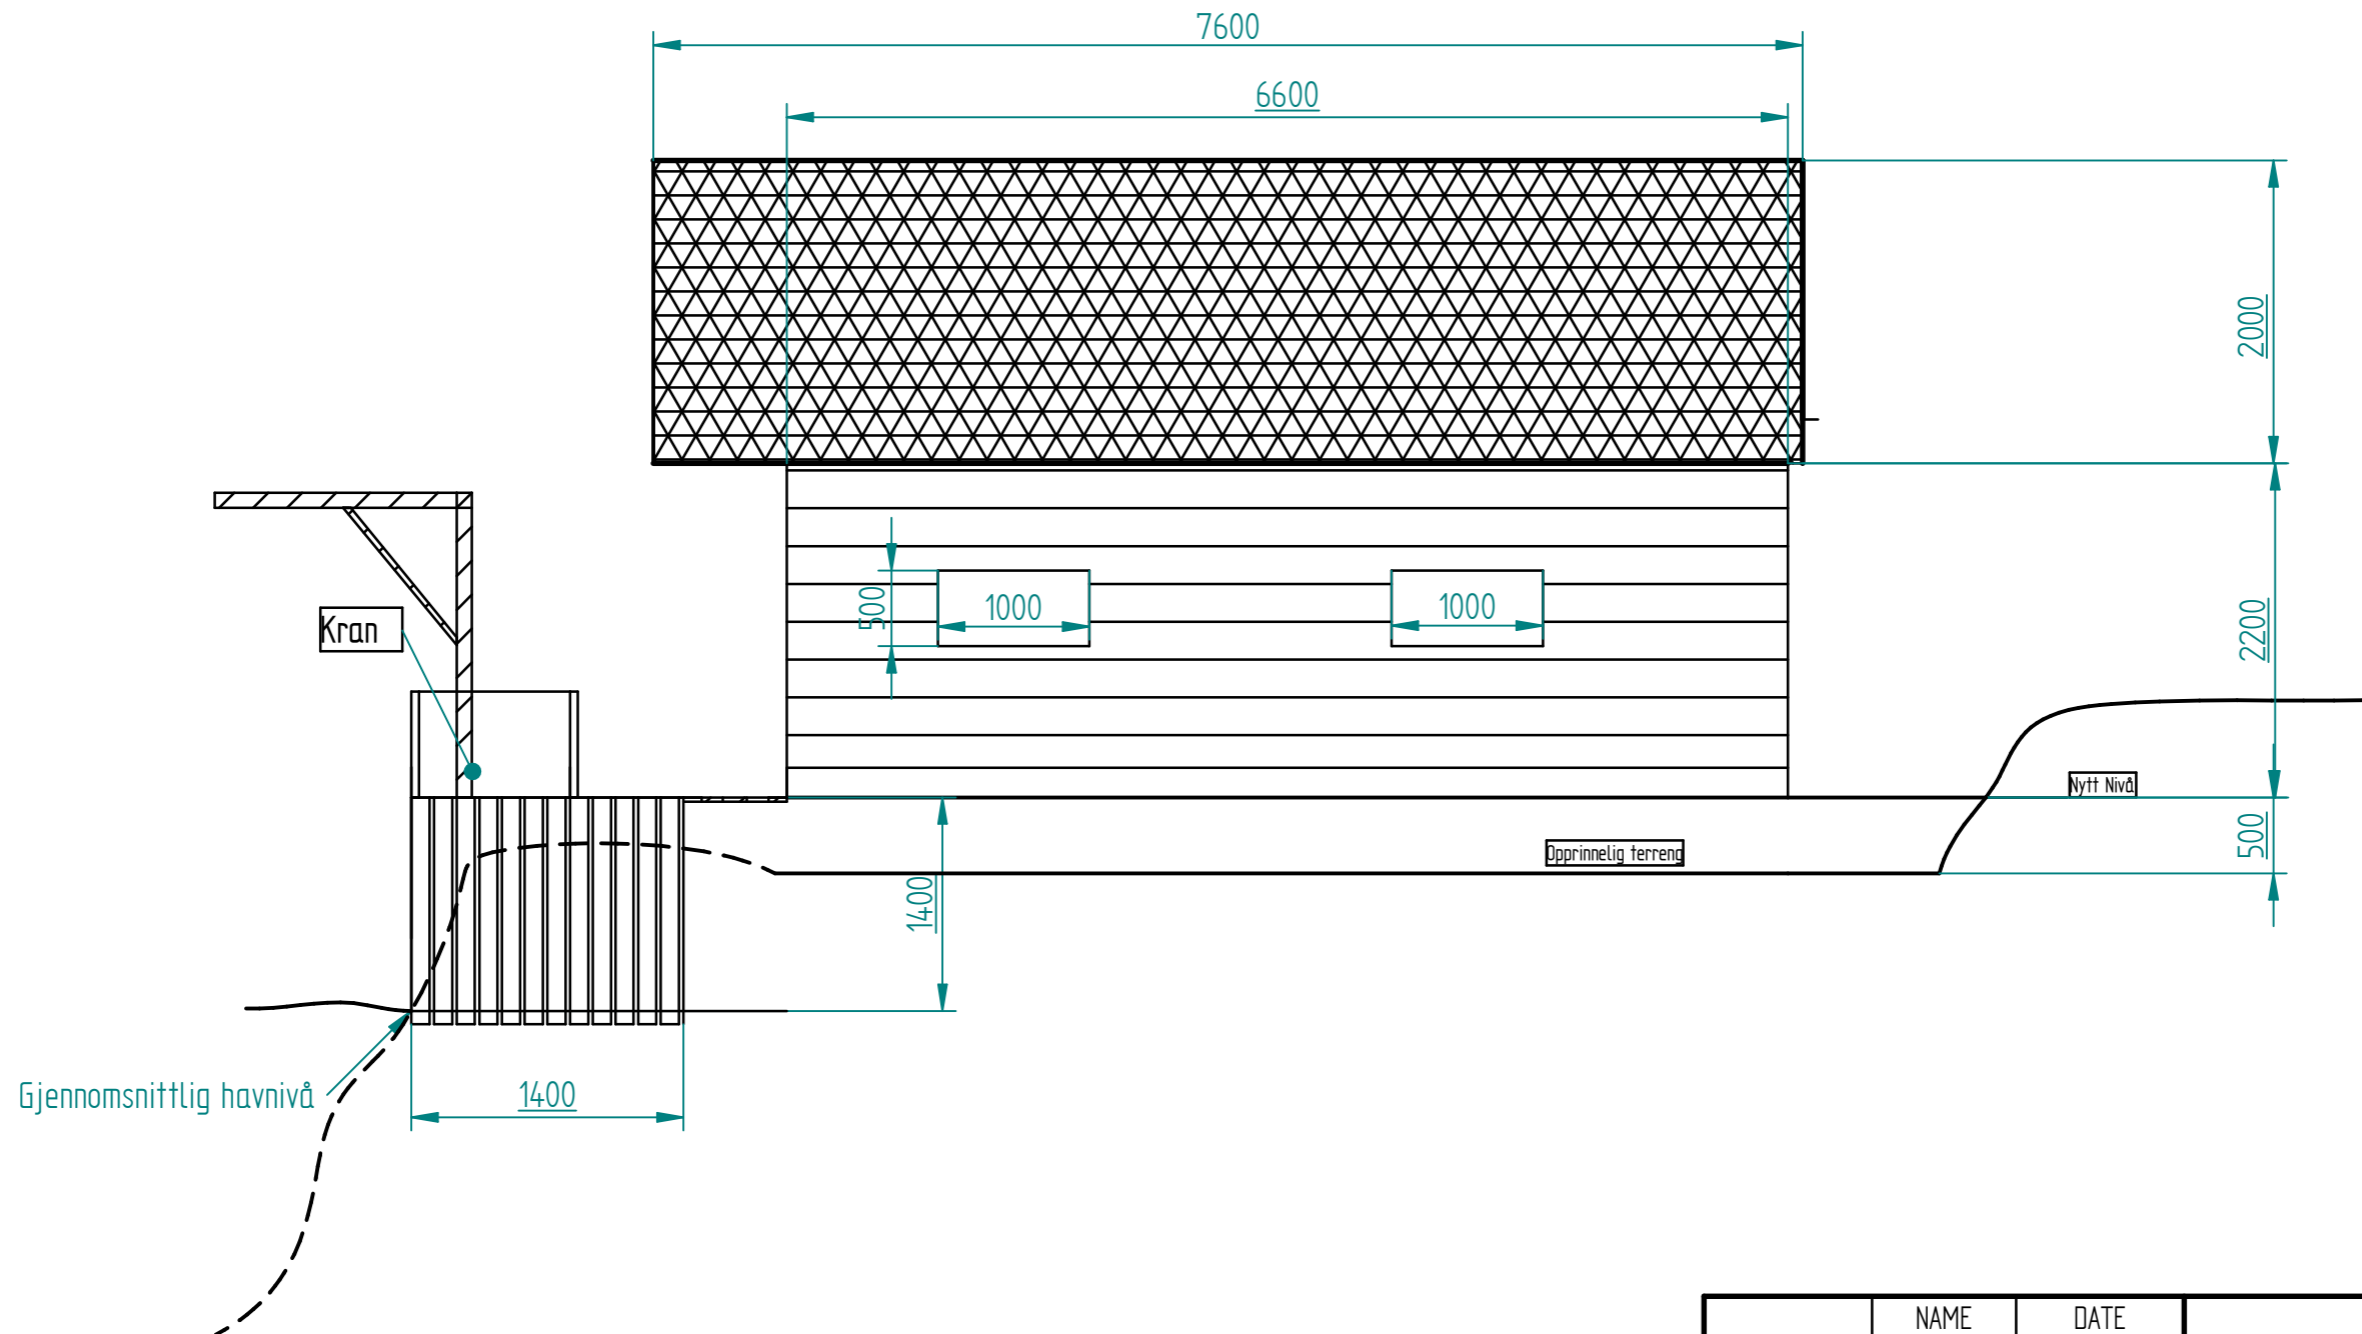 7600
6600
2000
500
1000
1000
2200
Kran
Nytt Nivå
500
Opprinnelig terreng
1400
Gjennomsnittlig havnivå
1400
NAME DATE